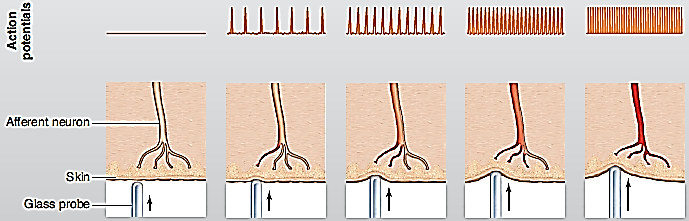 Action
potentials
Afferent neuron
Skin
Glass probe